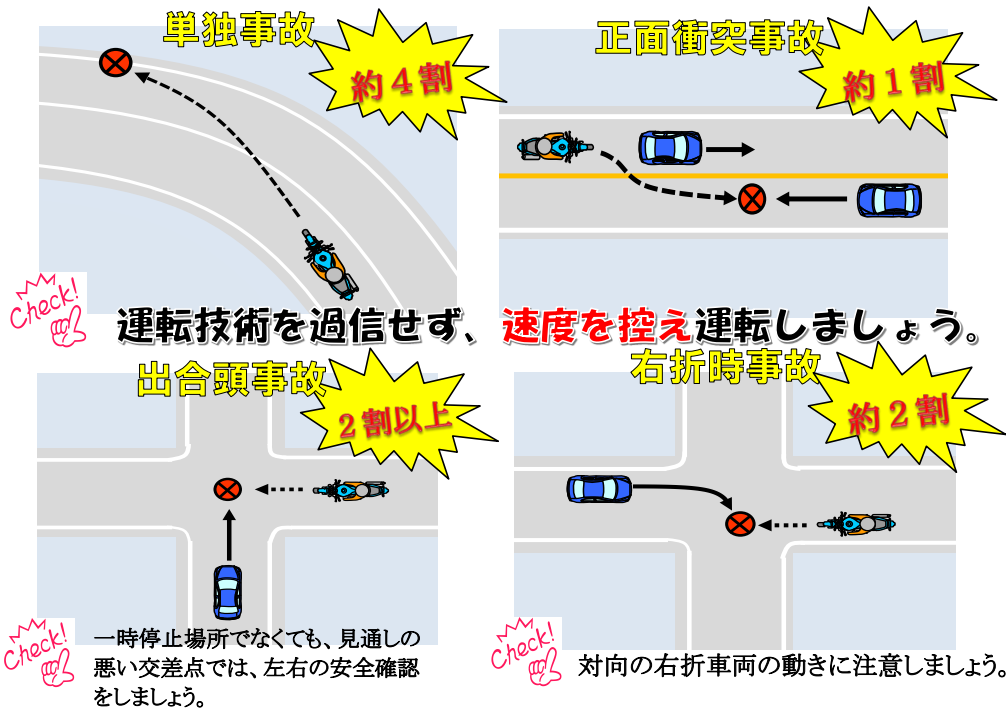 単独事故
約４割
正面衝突事故
約１割
Check!
運転技術を過信せず、速度を控え運転しましょう。
出合頭事故
２割以上
右折時事故
約２割
Check!
一時停止場所でなくても、見通しの
悪い交差点では、左右の安全確認
をしましょう。
Check!
対向の右折車両の動きに注意しましょう。